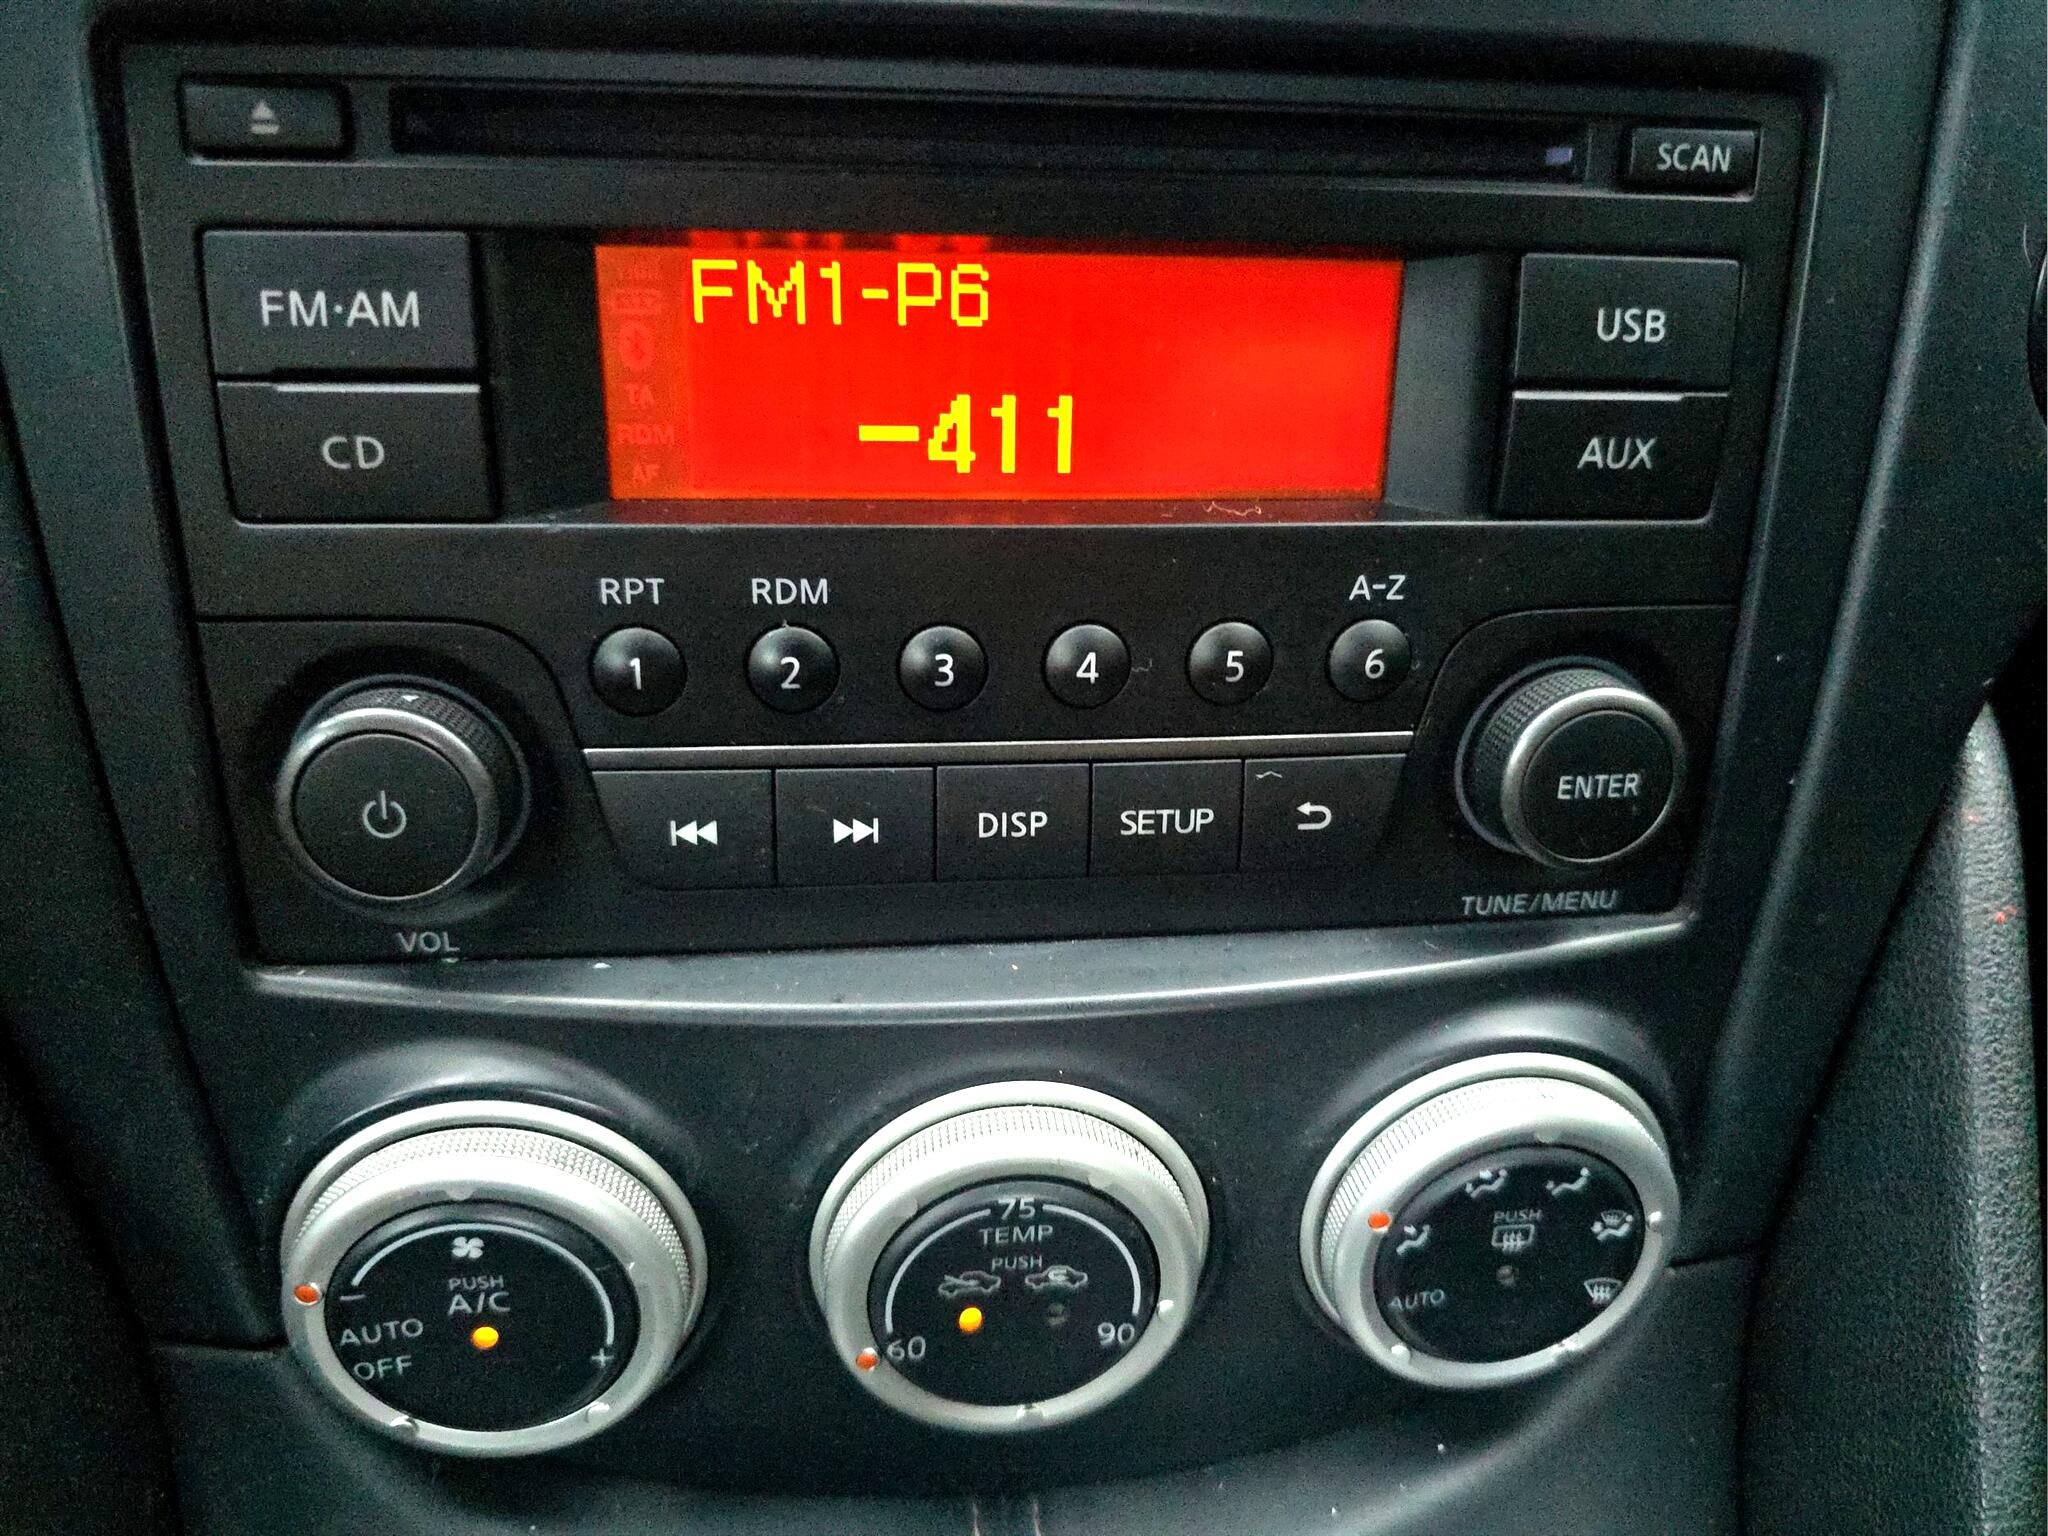 SCAN
FM·AM
FM1-P6
USB
CD
-411
AUX
TA
RDM
AF
RPT RDM A-Z
1 2 3 4 5 6
DISP SETUP
ENTER
VOL
TUNE/MENU
PUSH
A/C
−
+
AUTO
OFF
75
TEMP
PUSH
60 90
PUSH
AUTO